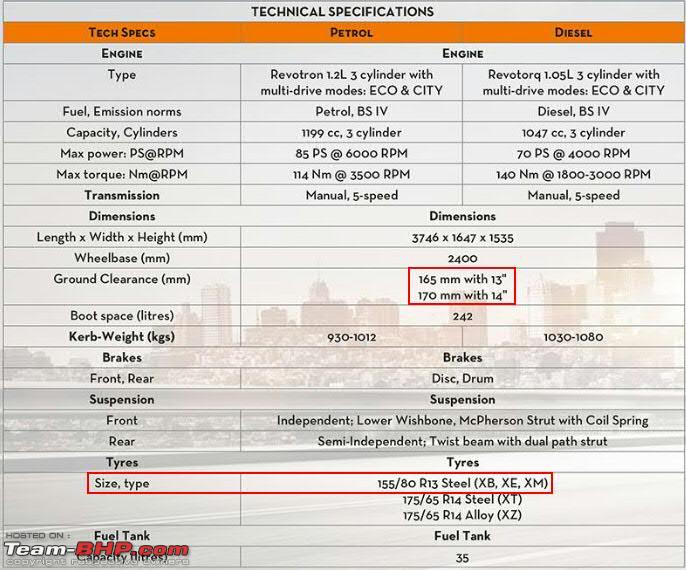 TECHNICAL SPECIFICATIONS
TECH SPECS PETROL DIESEL
ENGINE ENGINE
Type Revotron 1.2L 3 cylinder with Revotorq 1.05L 3 cylinder with
multi-drive modes: ECO & CITY multi-drive modes: ECO & CITY
Fuel, Emission norms Petrol, BS IV Diesel, BS IV
Capacity, Cylinders 1199 cc, 3 cylinder 1047 cc, 3 cylinder
Max power: PS@RPM 85 PS @ 6000 RPM 70 PS @ 4000 RPM
Max torque: Nm@RPM 114 Nm @ 3500 RPM 140 Nm @ 1800-3000 RPM
Transmission Manual, 5-speed Manual, 5-speed
Dimensions Dimensions
Length x Width x Height (mm) 3746 x 1647 x 1535
Wheelbase (mm) 2400
Ground Clearance (mm) 165 mm with 13"
170 mm with 14"
Boot space (litres) 242
Kerb-Weight (kgs) 930-1012 1030-1080
Brakes Brakes
Front, Rear Disc, Drum
Suspension Suspension
Front Independent; Lower Wishbone, McPherson Strut with Coil Spring
Rear Semi-Independent; Twist beam with dual path strut
Tyres Tyres
Size, type 155/80 R13 Steel (XB, XE, XM)
175/65 R14 Steel (XT)
175/65 R14 Alloy (XZ)
Fuel Tank Fuel Tank
Capacity (litres) 35
HOSTED ON :
Team-BHP.com